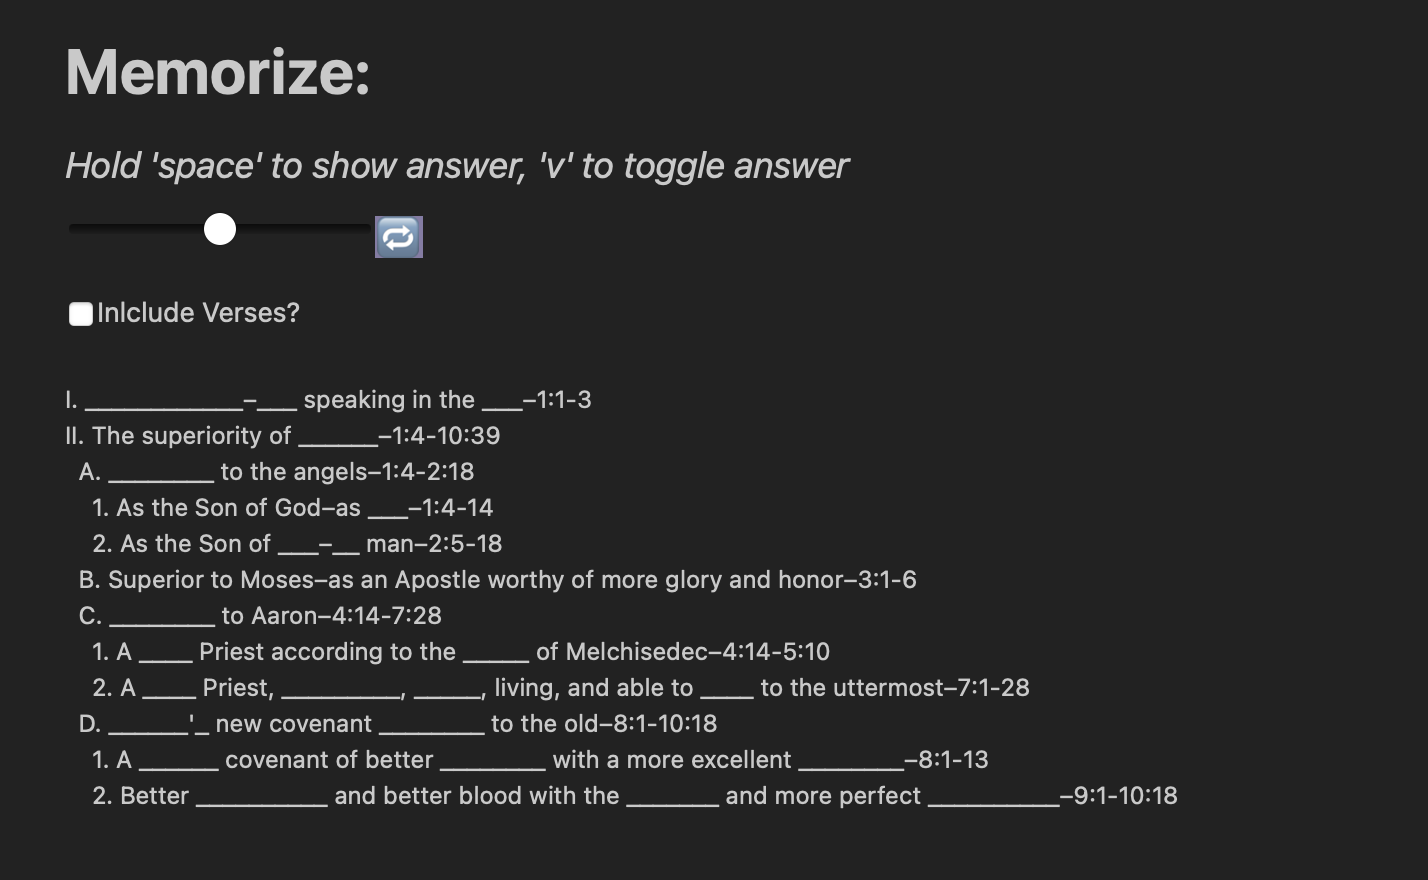 Memorize:
Hold 'space' to show answer, 'v' to toggle answer
Inlclude Verses?
I. ____________–___ speaking in the ___–1:1-3
II. The superiority of ______–1:4-10:39
A. ________ to the angels–1:4-2:18
1. As the Son of God–as ___–1:4-14
2. As the Son of ___–__ man–2:5-18
B. Superior to Moses–as an Apostle worthy of more glory and honor–3:1-6
C. ________ to Aaron–4:14-7:28
1. A ____ Priest according to the _____ of Melchisedec–4:14-5:10
2. A ____ Priest, _________, _____, living, and able to ____ to the uttermost–7:1-28
D. ______'_ new covenant ________ to the old–8:1-10:18
1. A ______ covenant of better ________ with a more excellent ________–8:1-13
2. Better __________ and better blood with the _______ and more perfect __________–9:1-10:18